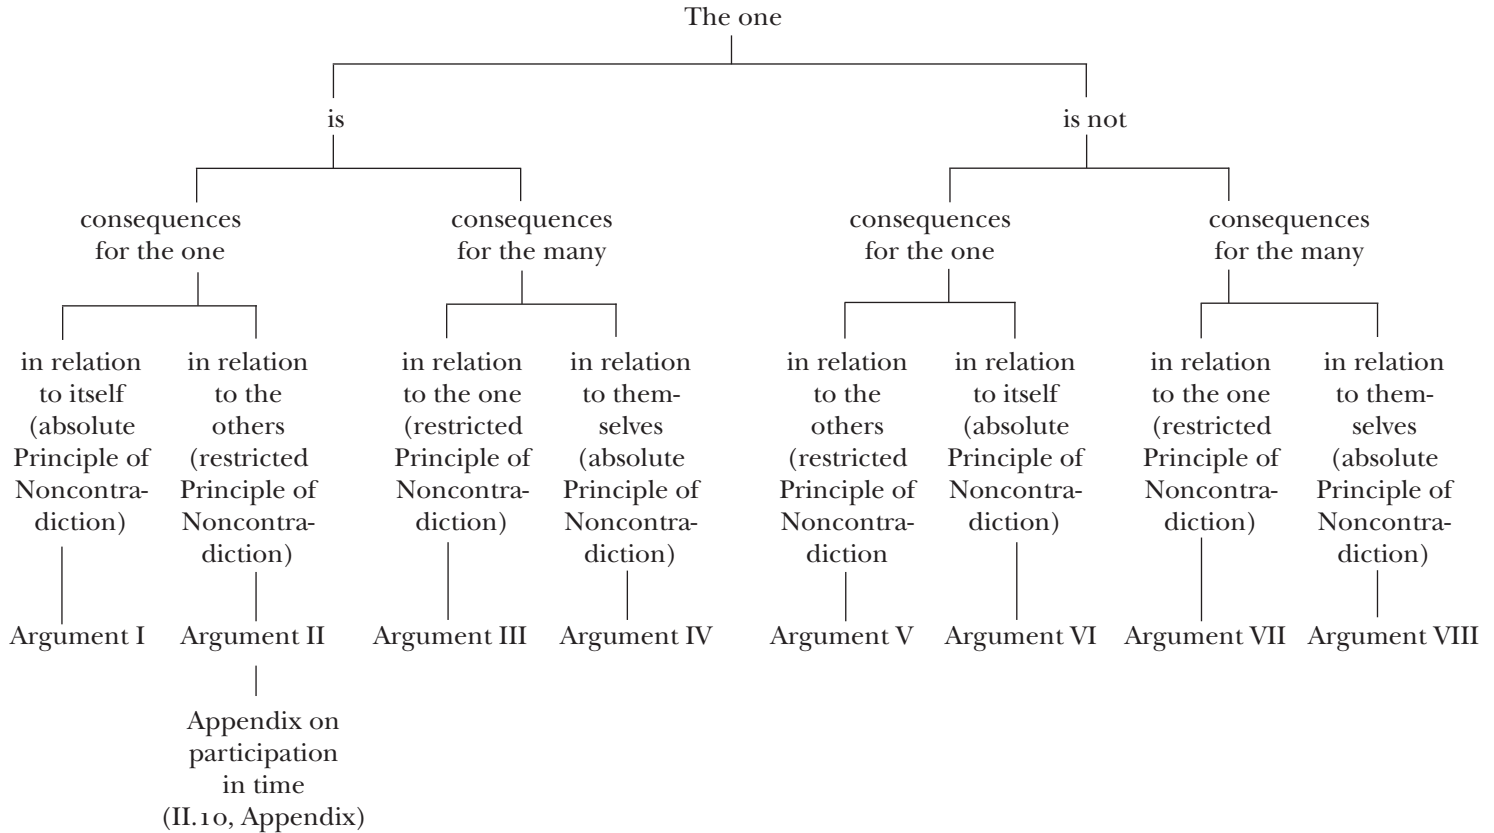 The one
is
is not
consequences
for the one
consequences
for the many
consequences
for the one
consequences
for the many
in relation
to itself
(absolute
Principle of
Noncontra-
diction)
in relation
to the
others
(restricted
Principle of
Noncontra-
diction)
in relation
to the one
(restricted
Principle of
Noncontra-
diction)
in relation
to them-
selves
(absolute
Principle of
Noncontra-
diction)
in relation
to the
others
(restricted
Principle of
Noncontra-
diction
in relation
to itself
(absolute
Principle of
Noncontra-
diction)
in relation
to the one
(restricted
Principle of
Noncontra-
diction)
in relation
to them-
selves
(absolute
Principle of
Noncontra-
diction)
Argument I
Argument II
Argument III
Argument IV
Argument V
Argument VI
Argument VII
Argument VIII
Appendix on
participation
in time
(II.10, Appendix)